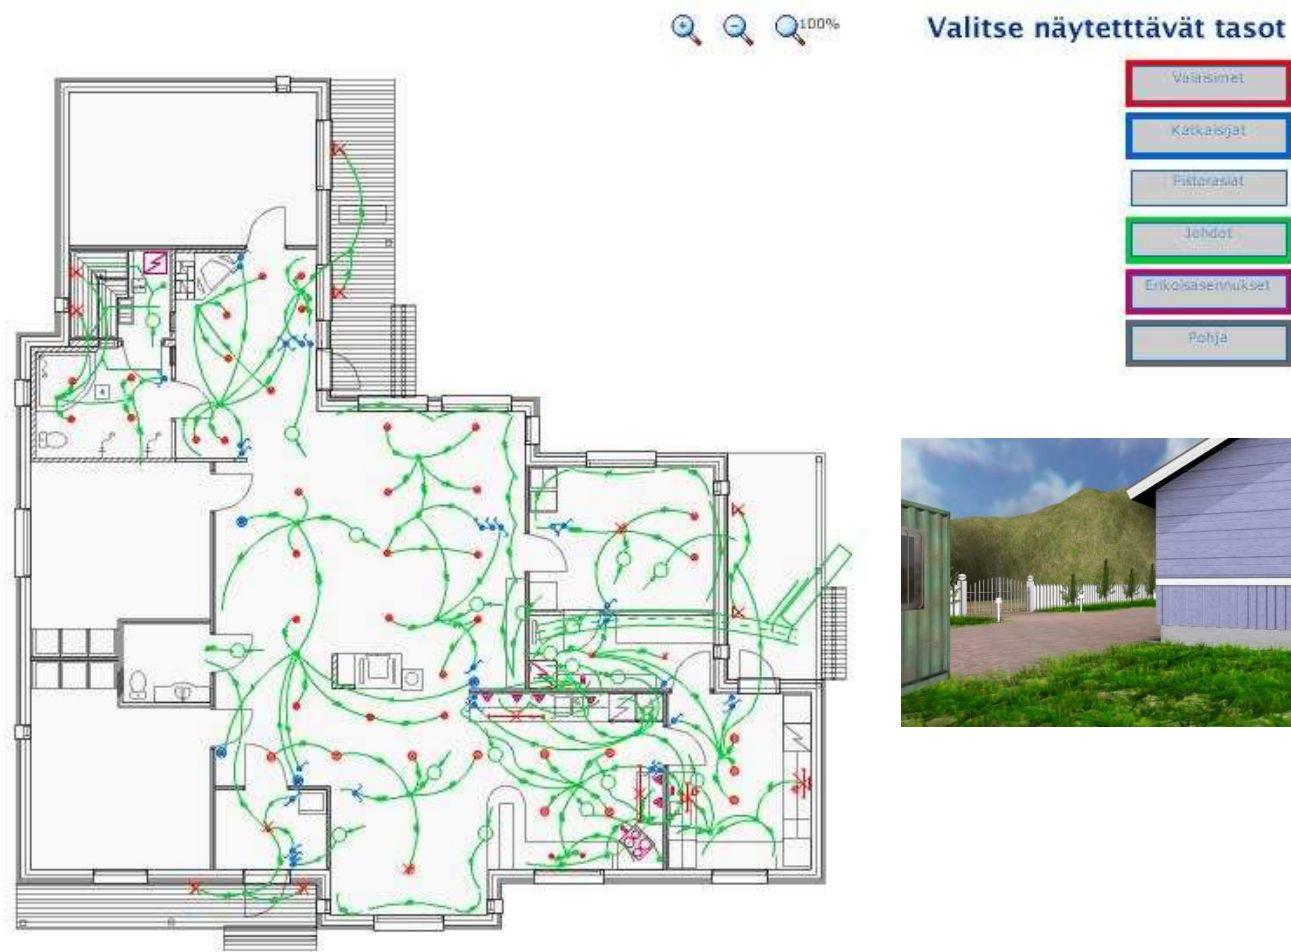 100%
Valitse näytetttävät tasot
Valaisimet
Katkaisijat
Pistorasiat
Johdot
Erikoisasennukset
Pohja